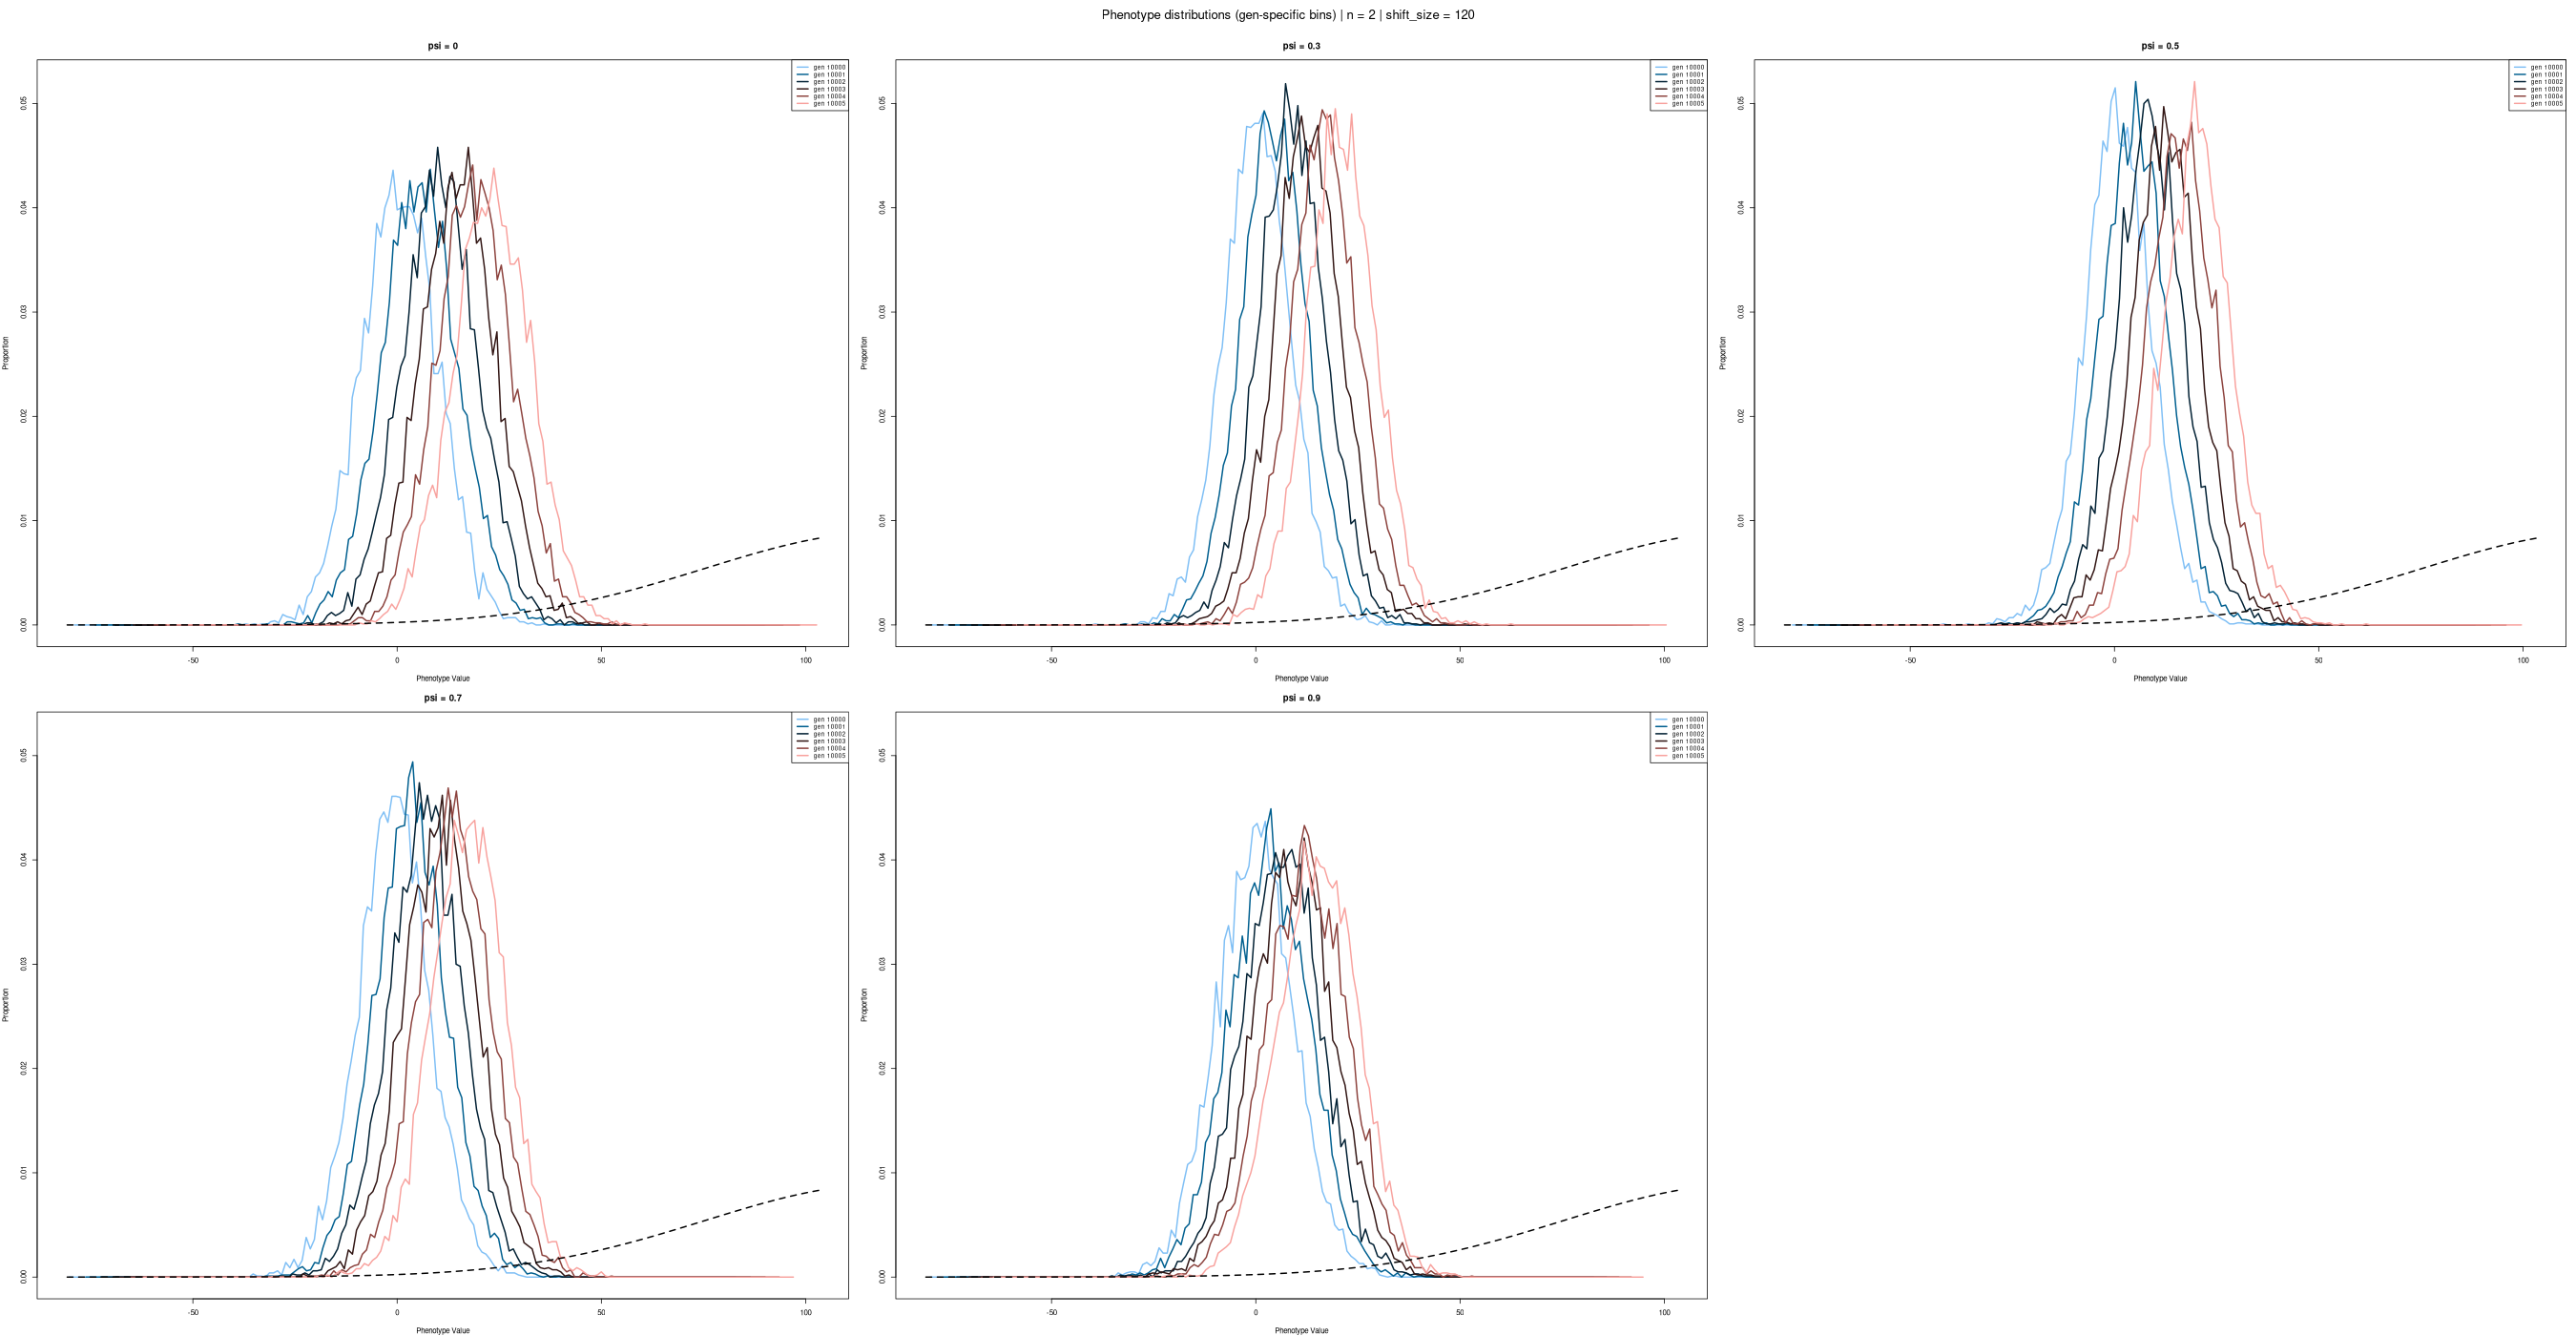 Phenotype distributions (gen-specific bins) | n = 2 | shift_size = 120
psi = 0
gen 10000
gen 10001
gen 10002
gen 10003
gen 10004
gen 10005
Proportion
0.05
0.04
0.03
0.02
0.01
0.00
-50
0
50
100
Phenotype Value
psi = 0.3
gen 10000
gen 10001
gen 10002
gen 10003
gen 10004
gen 10005
Proportion
0.05
0.04
0.03
0.02
0.01
0.00
-50
0
50
100
Phenotype Value
psi = 0.5
gen 10000
gen 10001
gen 10002
gen 10003
gen 10004
gen 10005
Proportion
0.05
0.04
0.03
0.02
0.01
0.00
-50
0
50
100
Phenotype Value
psi = 0.7
gen 10000
gen 10001
gen 10002
gen 10003
gen 10004
gen 10005
Proportion
0.05
0.04
0.03
0.02
0.01
0.00
-50
0
50
100
Phenotype Value
psi = 0.9
gen 10000
gen 10001
gen 10002
gen 10003
gen 10004
gen 10005
Proportion
0.05
0.04
0.03
0.02
0.01
0.00
-50
0
50
100
Phenotype Value